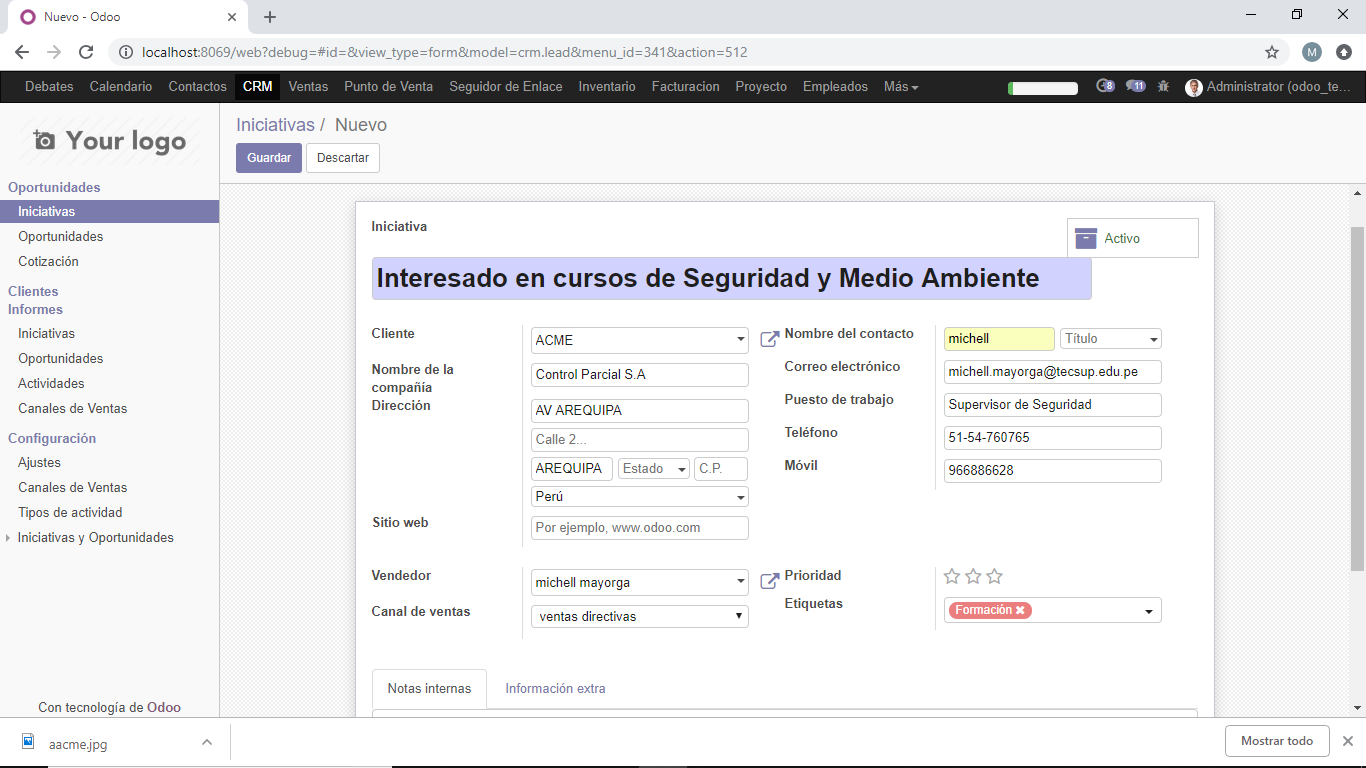 Nuevo - Odoo
localhost:8069/web?debug=#id=&view_type=form&model=crm.lead&menu_id=341&action=512
M
Debates Calendario Contactos CRM Ventas Punto de Venta Seguidor de Enlace Inventario Facturacion Proyecto Empleados Más 8 11 Administrator (odoo_te...
Your logo
Oportunidades
Iniciativas
Oportunidades
Cotización
Clientes
Informes
Iniciativas
Oportunidades
Actividades
Canales de Ventas
Configuración
Ajustes
Canales de Ventas
Tipos de actividad
Iniciativas y Oportunidades
Con tecnología de Odoo
Iniciativas / Nuevo
Guardar Descartar
Iniciativa
Activo
Interesado en cursos de Seguridad y Medio Ambiente
Cliente ACME
Nombre de la compañía Control Parcial S.A
Dirección AV AREQUIPA
Calle 2...
AREQUIPA Estado C.P.
Perú
Sitio web Por ejemplo, www.odoo.com
Nombre del contacto michell Título
Correo electrónico michell.mayorga@tecsup.edu.pe
Puesto de trabajo Supervisor de Seguridad
Teléfono 51-54-760765
Móvil 966886628
Vendedor michell mayorga
Canal de ventas ventas directivas
Prioridad
Etiquetas Formación ✖
Notas internas Información extra
aacme.jpg
Mostrar todo